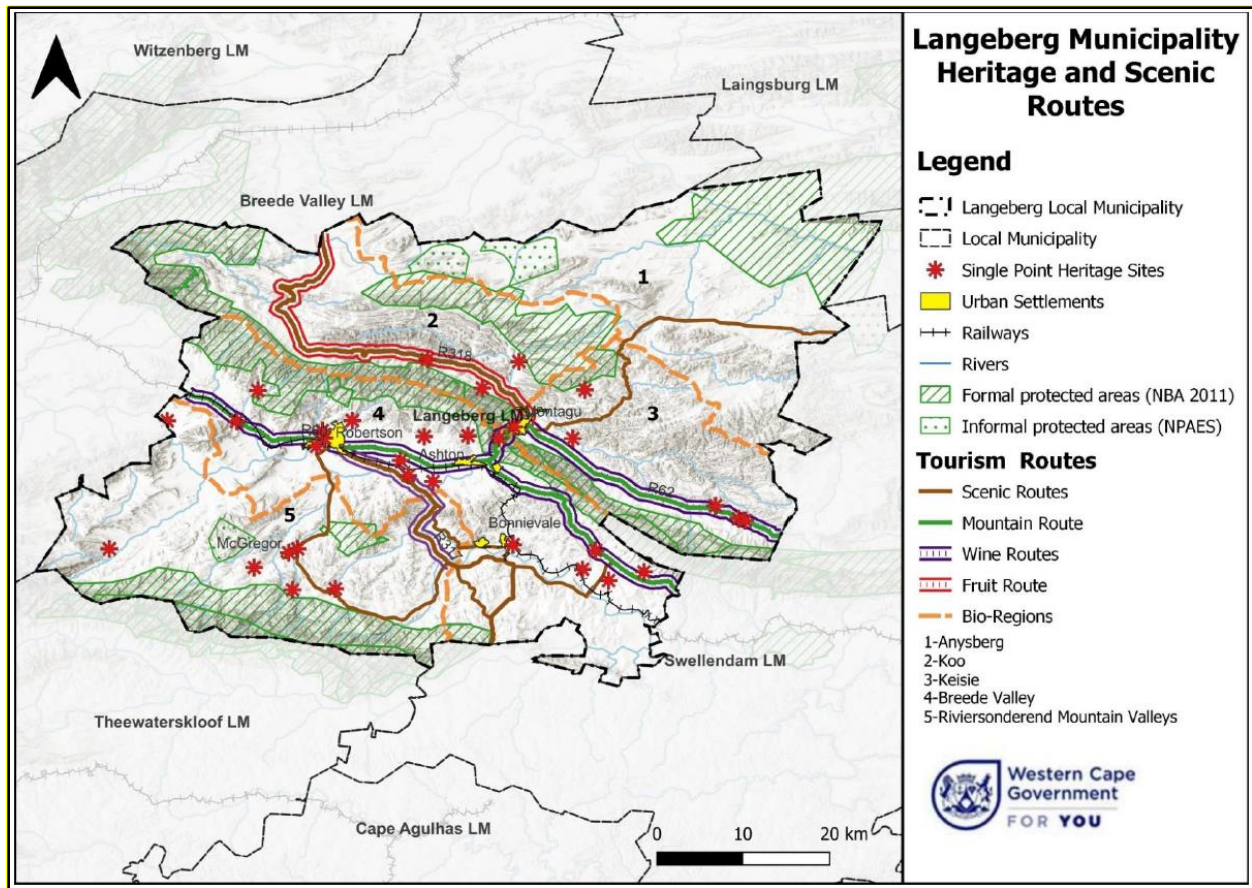 Witzenberg LM
Laingsburg LM
Breede Valley LM
1
2
R318
3
4
Langeberg LM
Montagu
Robertson
Ashton
R62
5
McGregor
Bonnievale
R317
Swellendam LM
Theewaterskloof LM
Cape Agulhas LM
0 10 20 km
Langeberg Municipality
Heritage and Scenic
Routes
Legend
Langeberg Local Municipality
Local Municipality
Single Point Heritage Sites
Urban Settlements
Railways
Rivers
Formal protected areas (NBA 2011)
Informal protected areas (NPAES)
Tourism Routes
Scenic Routes
Mountain Route
Wine Routes
Fruit Route
Bio-Regions
1-Anysberg
2-Koo
3-Keisie
4-Breede Valley
5-Riviersonderend Mountain Valleys
Western Cape
Government
FOR YOU